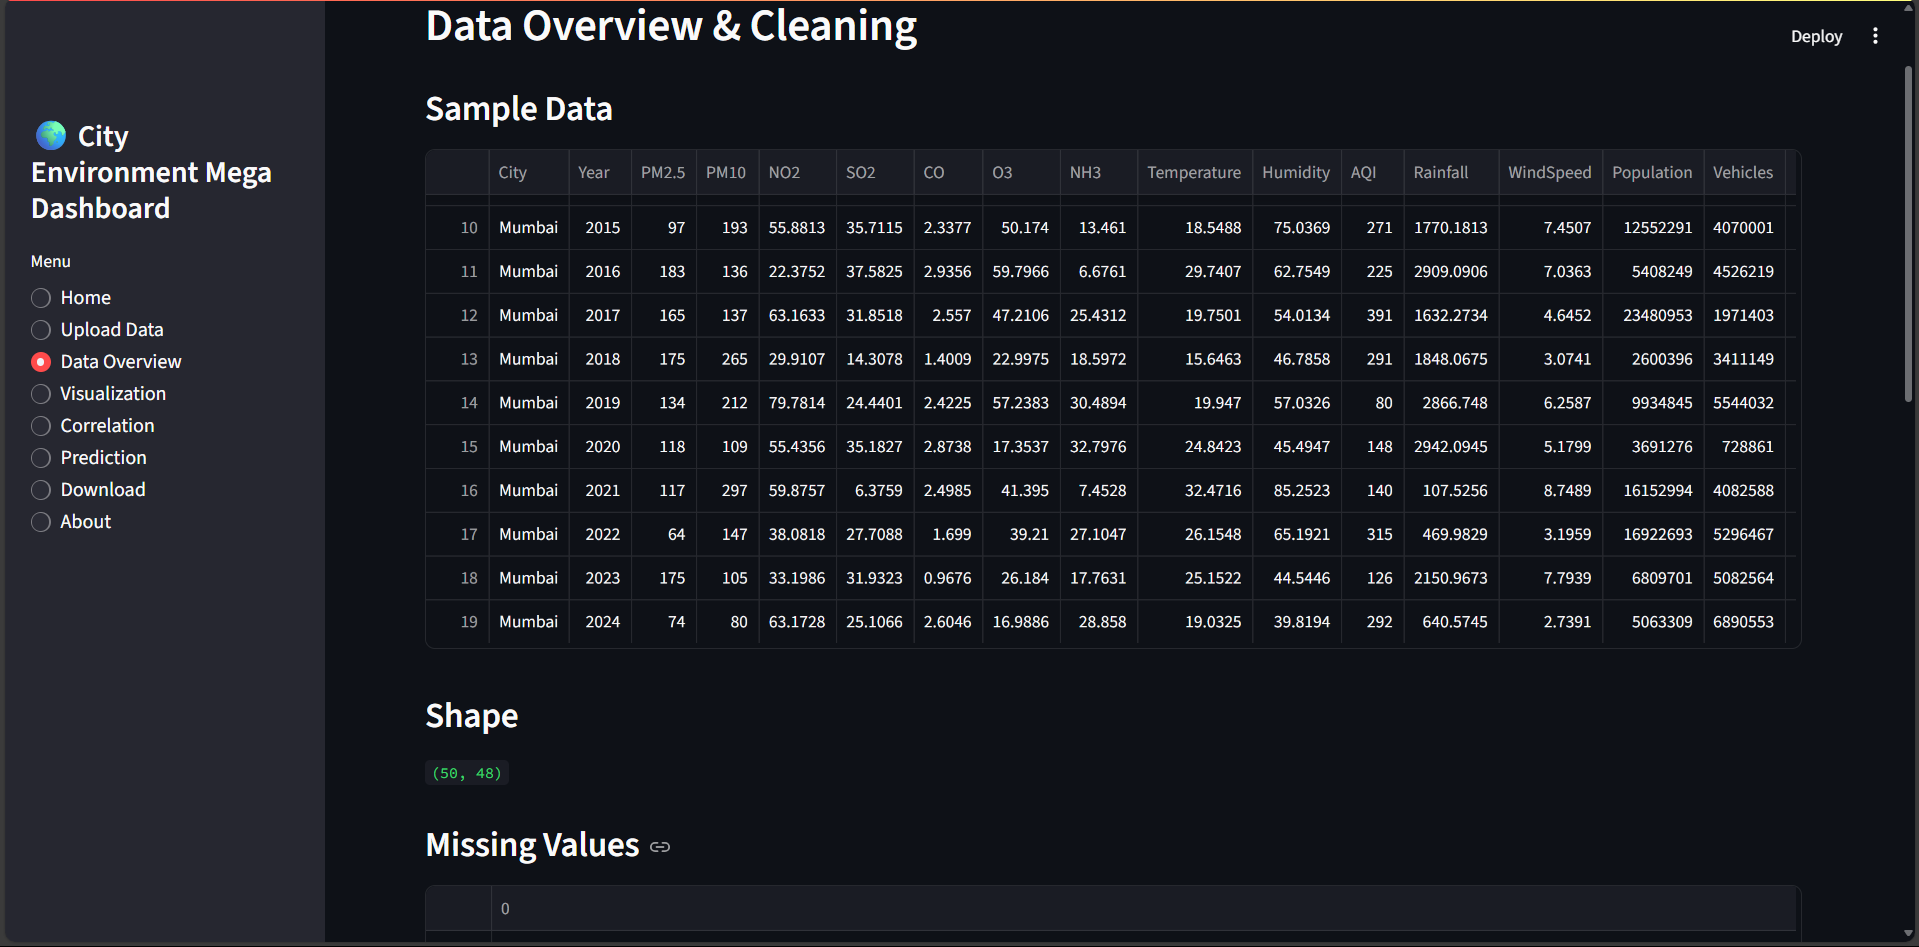 Data Overview & Cleaning
Deploy
🌍 City
Environment Mega
Dashboard
Menu
Home
Upload Data
Data Overview
Visualization
Correlation
Prediction
Download
About
Sample Data
City Year PM2.5 PM10 NO2 SO2 CO O3 NH3 Temperature Humidity AQI Rainfall WindSpeed Population Vehicles
10 Mumbai 2015 97 193 55.8813 35.7115 2.3377 50.174 13.461 18.5488 75.0369 271 1770.1813 7.4507 12552291 4070001
11 Mumbai 2016 183 136 22.3752 37.5825 2.9356 59.7966 6.6761 29.7407 62.7549 225 2909.0906 7.0363 5408249 4526219
12 Mumbai 2017 165 137 63.1633 31.8518 2.557 47.2106 25.4312 19.7501 54.0134 391 1632.2734 4.6452 23480953 1971403
13 Mumbai 2018 175 265 29.9107 14.3078 1.4009 22.9975 18.5972 15.6463 46.7858 291 1848.0675 3.0741 2600396 3411149
14 Mumbai 2019 134 212 79.7814 24.4401 2.4225 57.2383 30.4894 19.947 57.0326 80 2866.748 6.2587 9934845 5544032
15 Mumbai 2020 118 109 55.4356 35.1827 2.8738 17.3537 32.7976 24.8423 45.4947 148 2942.0945 5.1799 3691276 728861
16 Mumbai 2021 117 297 59.8757 6.3759 2.4985 41.395 7.4528 32.4716 85.2523 140 107.5256 8.7489 16152994 4082588
17 Mumbai 2022 64 147 38.0818 27.7088 1.699 39.21 27.1047 26.1548 65.1921 315 469.9829 3.1959 16922693 5296467
18 Mumbai 2023 175 105 33.1986 31.9323 0.9676 26.184 17.7631 25.1522 44.5446 126 2150.9673 7.7939 6809701 5082564
19 Mumbai 2024 74 80 63.1728 25.1066 2.6046 16.9886 28.858 19.0325 39.8194 292 640.5745 2.7391 5063309 6890553
Shape
(50, 48)
Missing Values
0